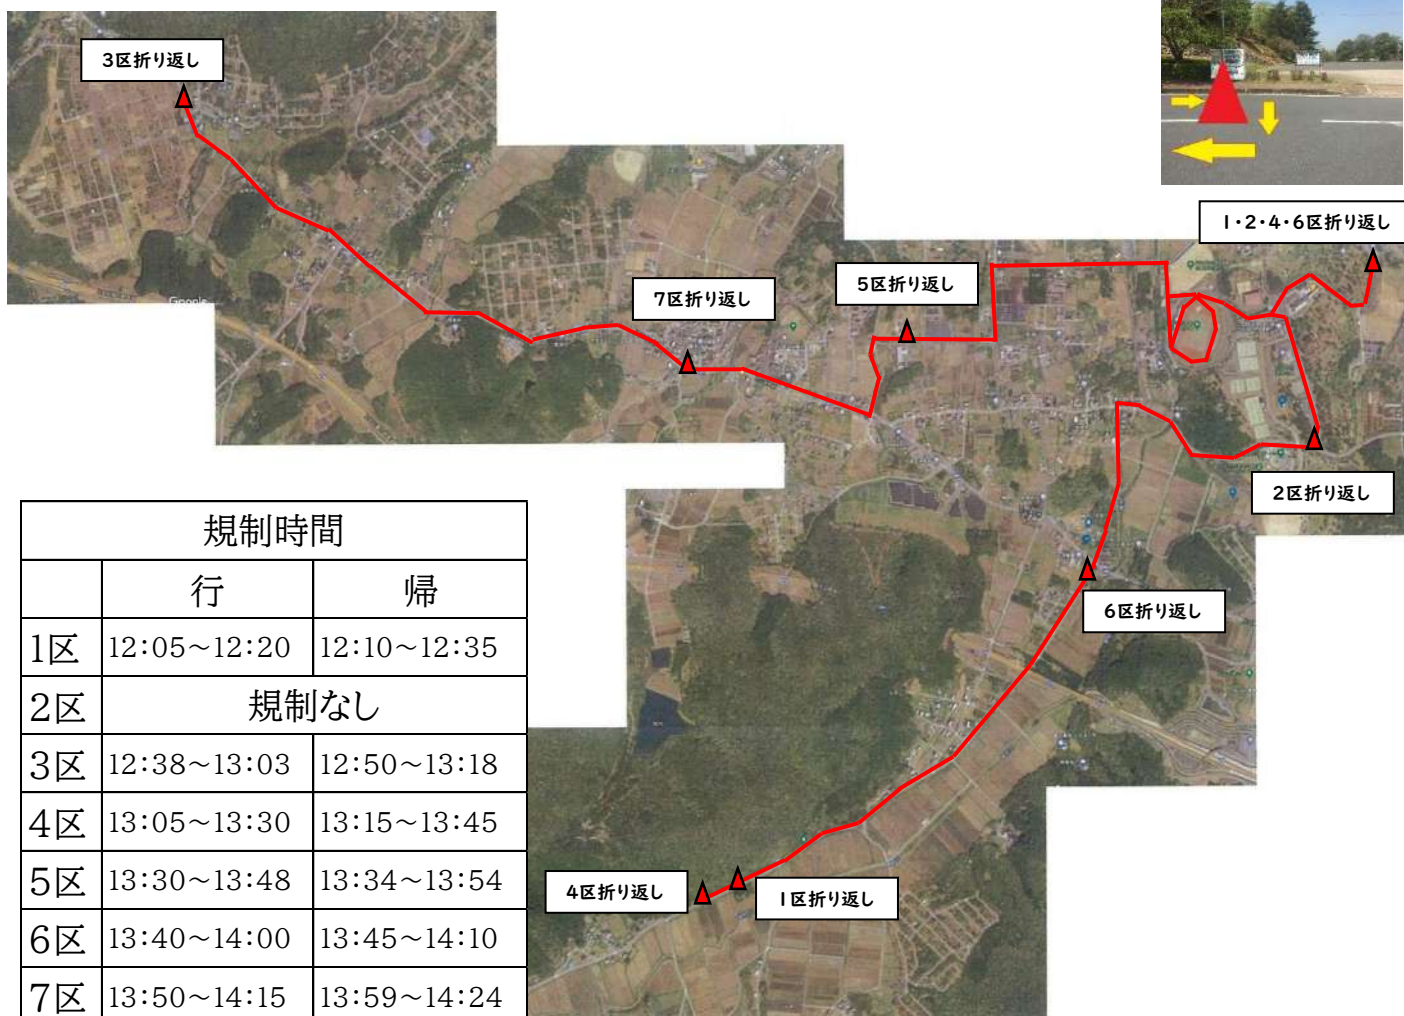 3区折り返し
1・2・4・6区折り返し
5区折り返し
7区折り返し
Google
2区折り返し
6区折り返し
4区折り返し
1区折り返し
規制時間
行 帰
1区 12:05~12:20 12:10~12:35
2区 規制なし
3区 12:38~13:03 12:50~13:18
4区 13:05~13:30 13:15~13:45
5区 13:30~13:48 13:34~13:54
6区 13:40~14:00 13:45~14:10
7区 13:50~14:15 13:59~14:24